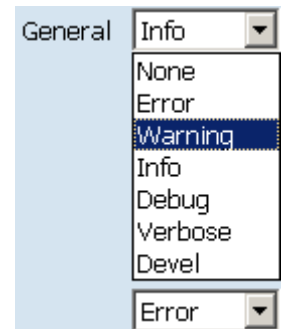 General Info
None
Error
Warning
Info
Debug
Verbose
Devel
Error